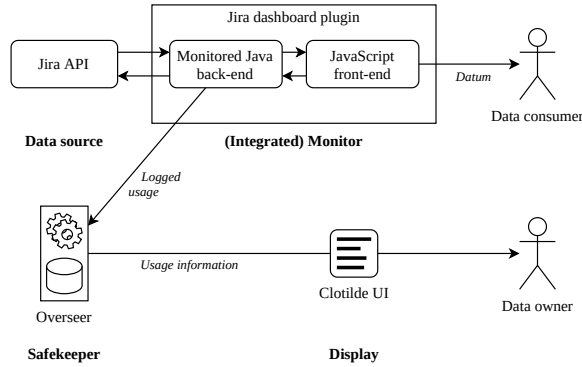 Jira dashboard plugin
Jira API
Monitored Java
back-end
JavaScript
front-end
Datum
Data consumer
Data source
(Integrated) Monitor
Logged
usage
Usage information
Overseer
Clotilde UI
Data owner
Safekeeper
Display